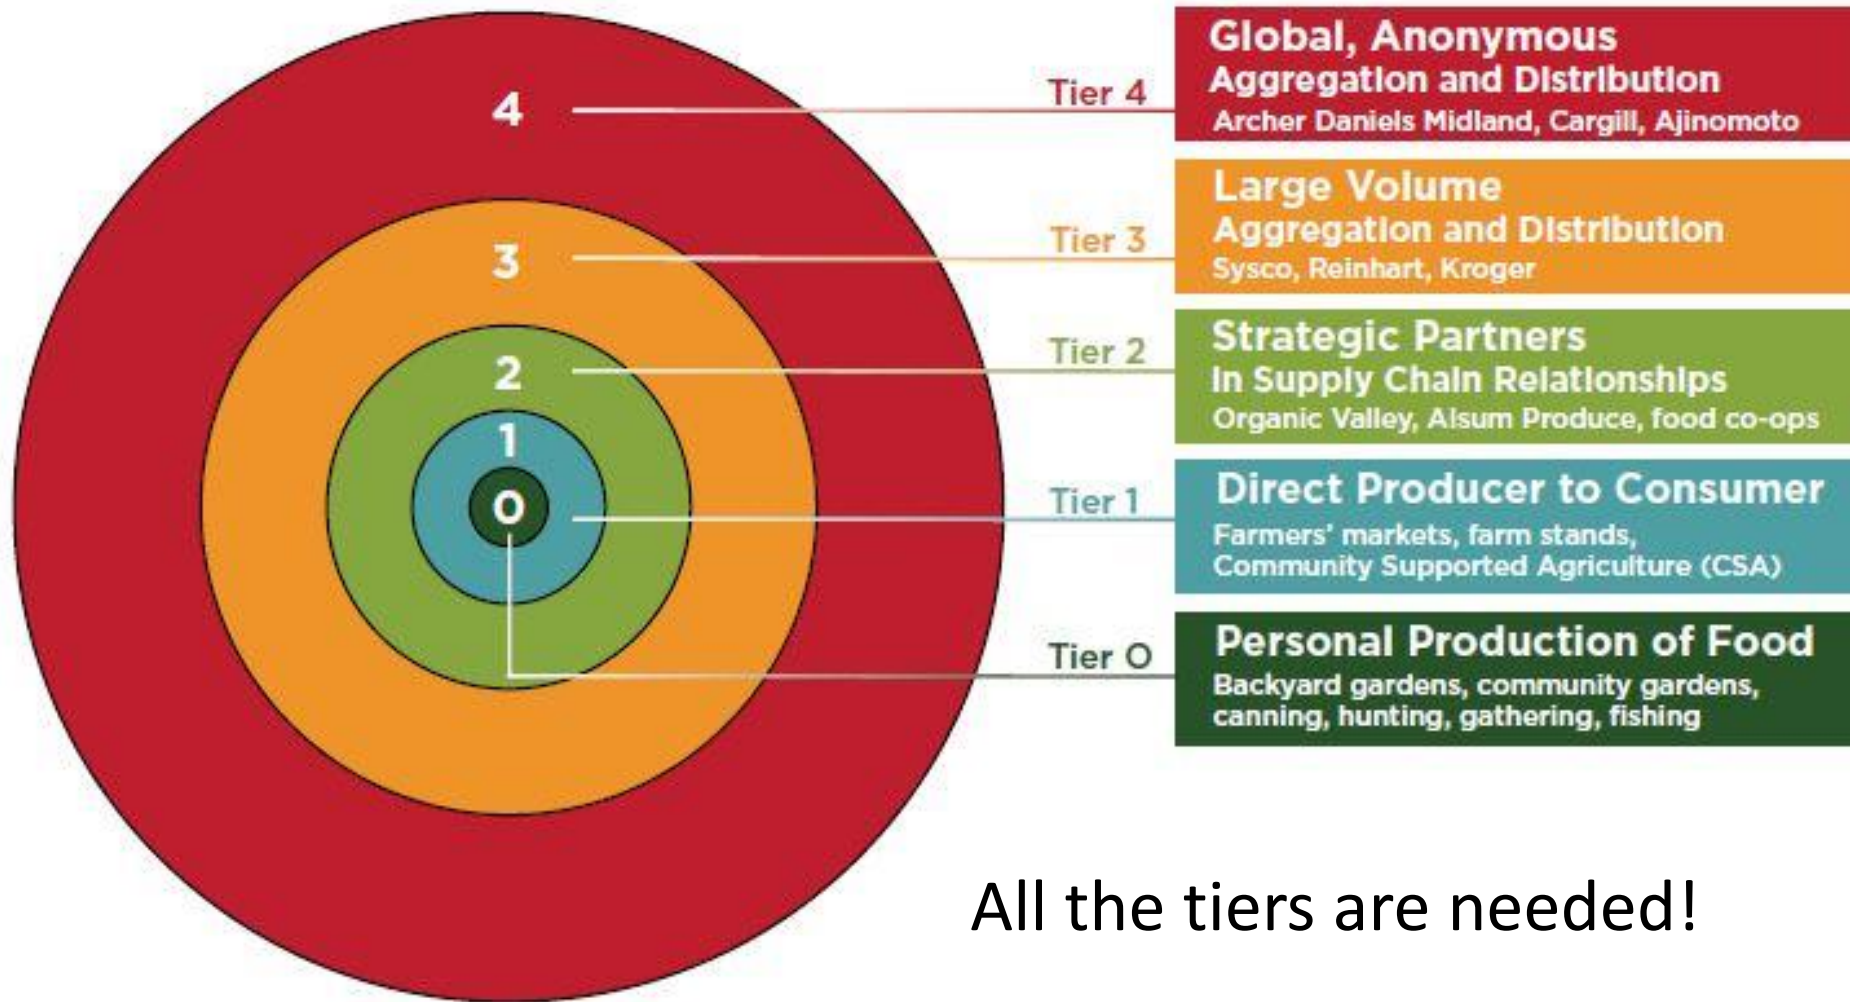 4
Tier 4
Global, Anonymous
Aggregation and Distribution
Archer Daniels Midland, Cargill, Ajinomoto
3
Tier 3
Large Volume
Aggregation and Distribution
Sysco, Reinhart, Kroger
2
Tier 2
Strategic Partners
in Supply Chain Relationships
Organic Valley, Alsum Produce, food co-ops
1
Tier 1
Direct Producer to Consumer
Farmers' markets, farm stands,
Community Supported Agriculture (CSA)
0
Tier 0
Personal Production of Food
Backyard gardens, community gardens,
canning, hunting, gathering, fishing
All the tiers are needed!